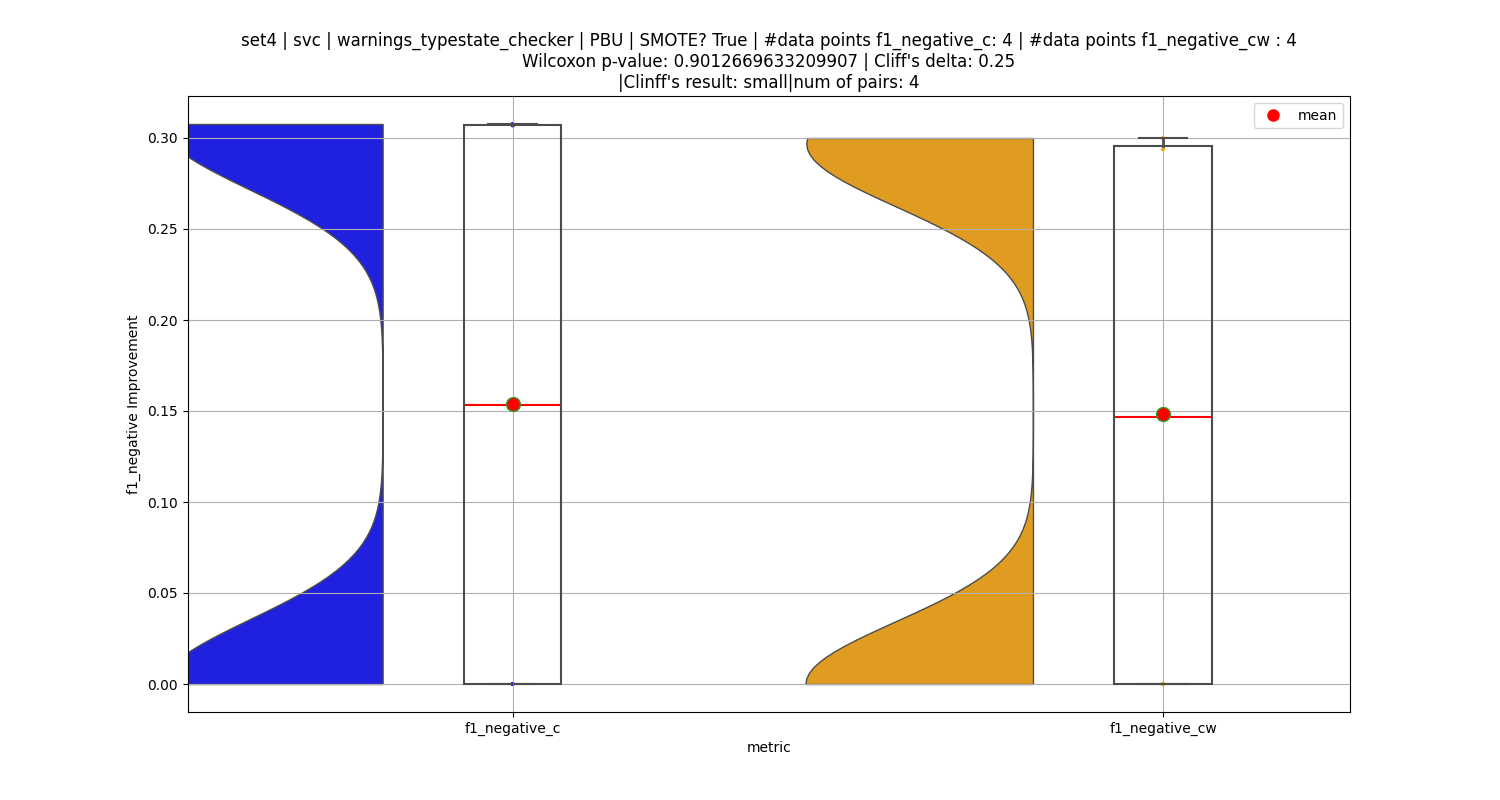 set4 | svc | warnings_typestate_checker | PBU | SMOTE? True | #data points f1_negative_c: 4 | #data points f1_negative_cw : 4
Wilcoxon p-value: 0.9012669633209907 | Cliff's delta: 0.25
|Clinff's result: small|num of pairs: 4
mean
0.30
0.25
0.20
0.15
0.10
0.05
0.00
f1_negative Improvement
f1_negative_c
f1_negative_cw
metric